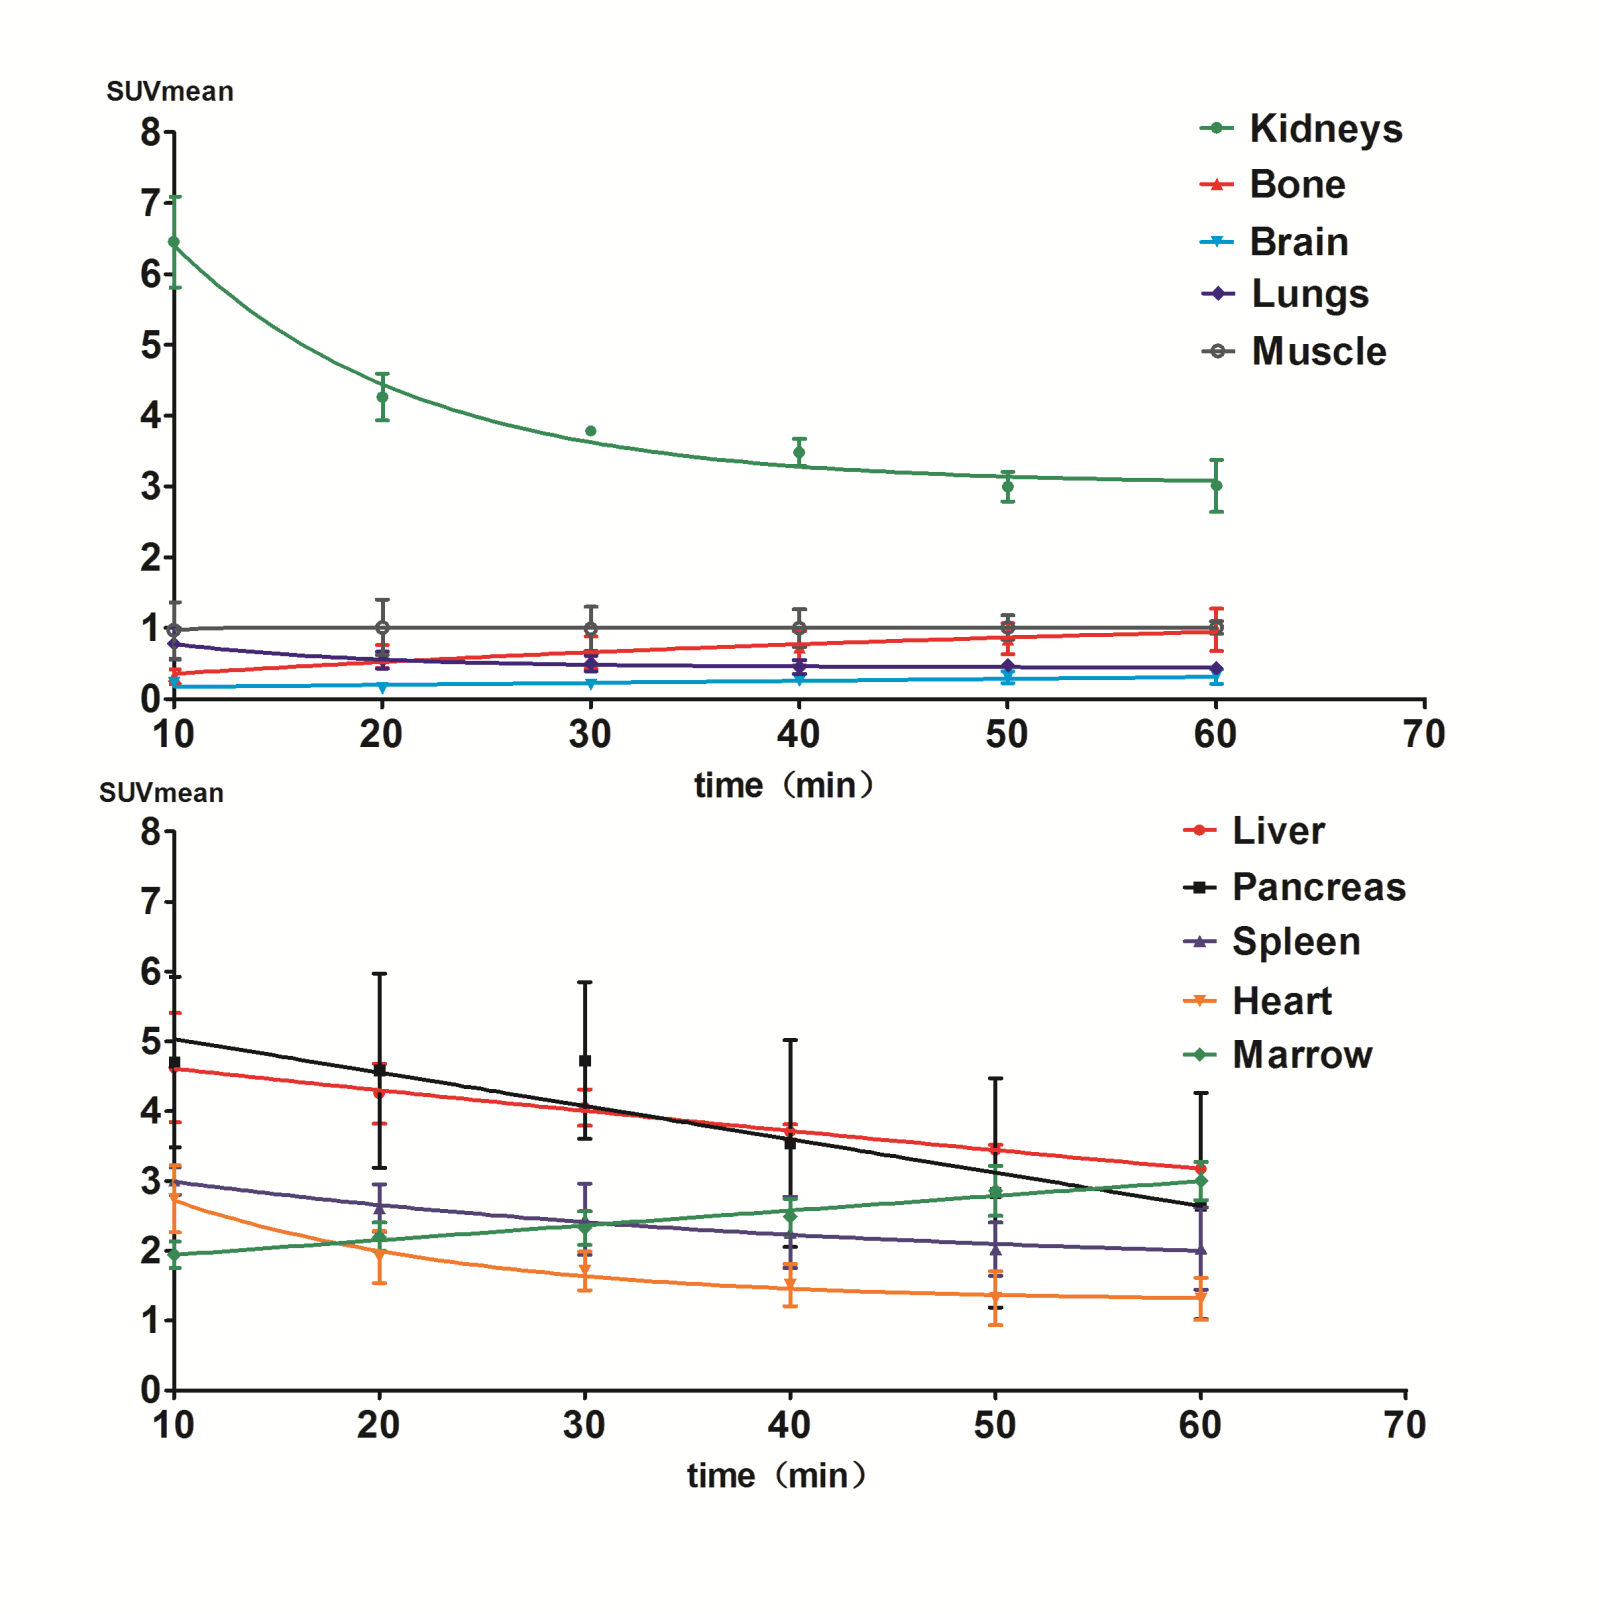 SUVmean
8
7
6
5
4
3
2
1
0
10 20 30 40 50 60 70
time（min）
Kidneys
Bone
Brain
Lungs
Muscle
SUVmean
8
7
6
5
4
3
2
1
0
10 20 30 40 50 60 70
time（min）
Liver
Pancreas
Spleen
Heart
Marrow